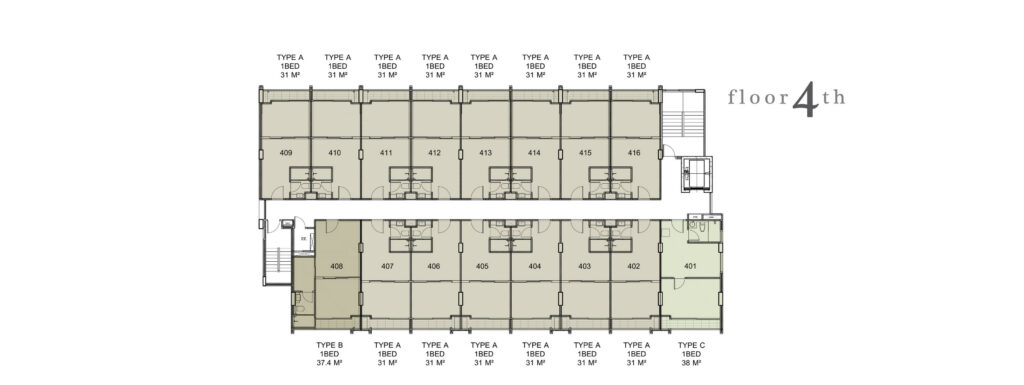 TYPE A TYPE A TYPE A TYPE A TYPE A TYPE A TYPE A TYPE A
1BED 1BED 1BED 1BED 1BED 1BED 1BED 1BED
31 M² 31 M² 31 M² 31 M² 31 M² 31 M² 31 M² 31 M²
floor 4th
409 410 411 412 413 414 415 416
408 407 406 405 404 403 402 401
TYPE B TYPE A TYPE A TYPE A TYPE A TYPE A TYPE A TYPE C
1BED 1BED 1BED 1BED 1BED 1BED 1BED 1BED
37.4 M² 31 M² 31 M² 31 M² 31 M² 31 M² 31 M² 38 M²